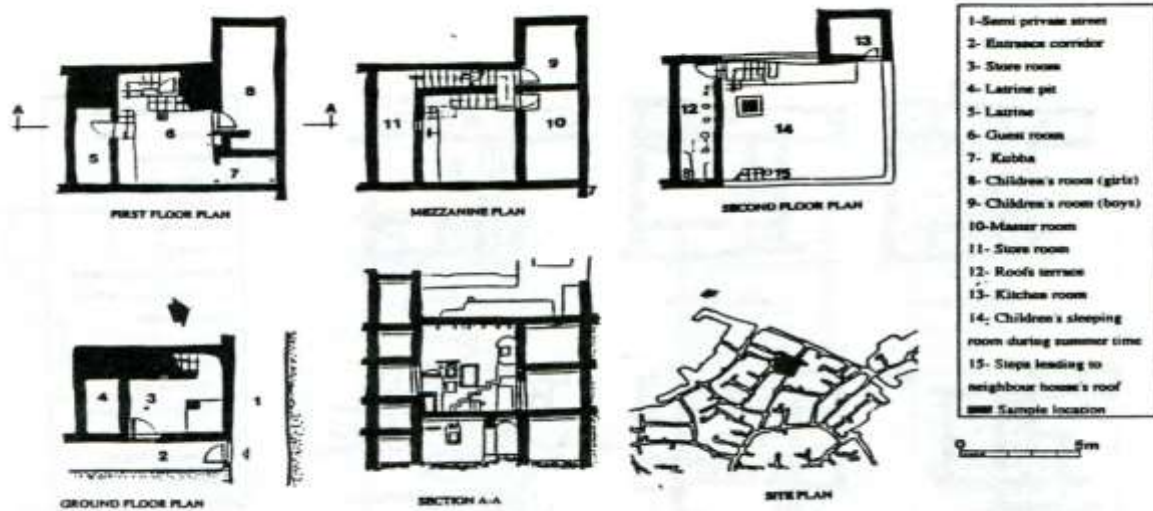 A
5
6
8
7
FIRST FLOOR PLAN
A
11
9
10
MEZZANINE PLAN
13
12
14
15
SECOND FLOOR PLAN
4
3
1
2
GROUND FLOOR PLAN
SECTION A-A
SITE PLAN
1-Semi private street
2- Entrance corridor
3- Store room
4- Latrine pit
5- Latrine
6- Guest room
7- Kubba
8- Children's room (girls)
9- Children's room (boys)
10-Master room
11- Store room
12- Roofs terrace
13- Kitchen room
14; Children's sleeping
room during summer time
15- Steps leading to
neighbour house's roof
Sample location
0
5m